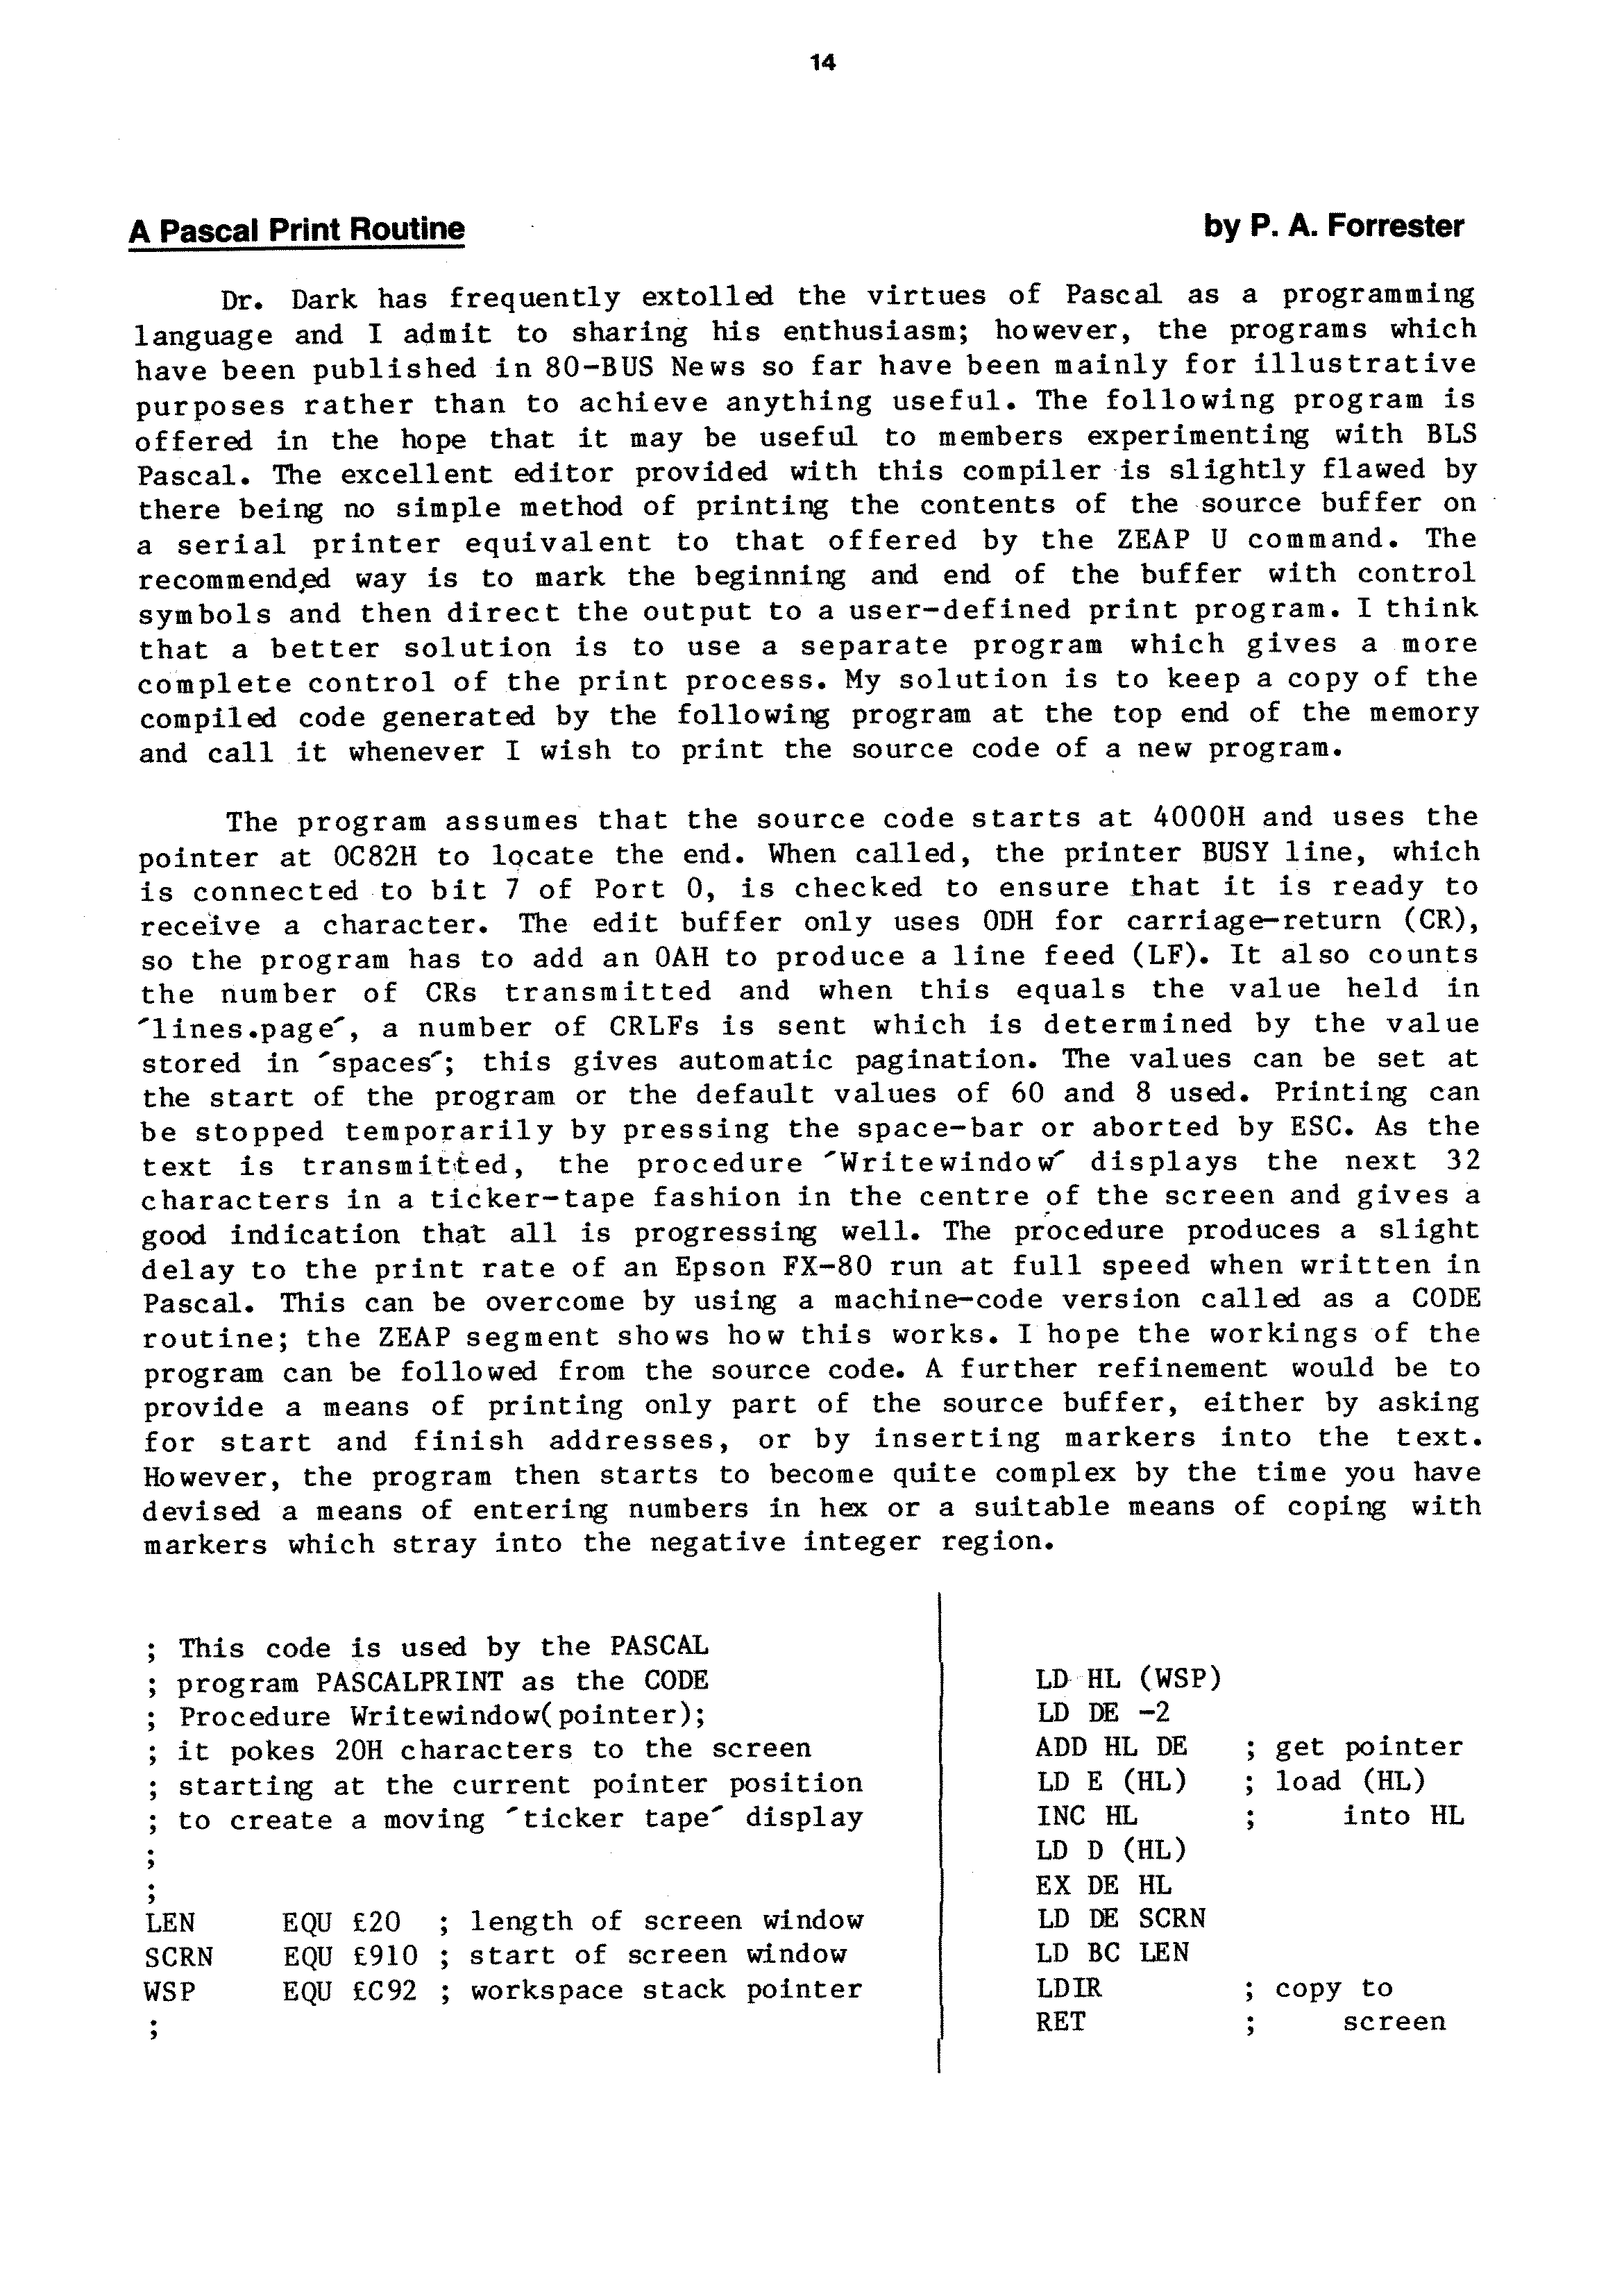 14
A Pascal Print Routine by P. A. Forrester
Dr. Dark has frequently extolled the virtues of Pascal as a programming
language and I admit to sharing his enthusiasm; however, the programs which
have been published in 80-BUS News so far have been mainly for illustrative
purposes rather than to achieve anything useful. The following program is
offered in the hope that it may be useful to members experimenting with BLS
Pascal. The excellent editor provided with this compiler is slightly flawed by
there being no simple method of printing the contents of the source buffer on
a serial printer equivalent to that offered by the ZEAP U command. The
recommended way is to mark the beginning and end of the buffer with control
symbols and then direct the output to a user-defined print program. I think
that a better solution is to use a separate program which gives a more
complete control of the print process. My solution is to keep a copy of the
compiled code generated by the following program at the top end of the memory
and call it whenever I wish to print the source code of a new program.
The program assumes that the source code starts at 4000H and uses the
pointer at 0C82H to locate the end. When called, the printer BUSY line, which
is connected to bit 7 of Port 0, is checked to ensure that it is ready to
receive a character. The edit buffer only uses 0DH for carriage-return (CR),
so the program has to add an 0AH to produce a line feed (LF). It also counts
the number of CRs transmitted and when this equals the value held in
´lines.page´, a number of CRLFs is sent which is determined by the value
stored in ´spaces´; this gives automatic pagination. The values can be set at
the start of the program or the default values of 60 and 8 used. Printing can
be stopped temporarily by pressing the space-bar or aborted by ESC. As the
text is transmitted, the procedure ´Writewindow´ displays the next 32
characters in a ticker-tape fashion in the centre of the screen and gives a
good indication that all is progressing well. The procedure produces a slight
delay to the print rate of an Epson FX-80 run at full speed when written in
Pascal. This can be overcome by using a machine-code version called as a CODE
routine; the ZEAP segment shows how this works. I hope the workings of the
program can be followed from the source code. A further refinement would be to
provide a means of printing only part of the source buffer, either by asking
for start and finish addresses, or by inserting markers into the text.
However, the program then starts to become quite complex by the time you have
devised a means of entering numbers in hex or a suitable means of coping with
markers which stray into the negative integer region.
; This code is used by the PASCAL
; program PASCALPRINT as the CODE
; Procedure Writewindow(pointer);
; it pokes 20H characters to the screen
; starting at the current pointer position
; to create a moving ´ticker tape´ display
;
;
LEN EQU £20 ; length of screen window
SCRN EQU £910 ; start of screen window
WSP EQU £C92 ; workspace stack pointer
;
LD HL (WSP)
LD DE -2
ADD HL DE ; get pointer
LD E (HL) ; load (HL)
INC HL ; into HL
LD D (HL)
EX DE HL
LD DE SCRN
LD BC LEN
LDIR ; copy to
RET ; screen